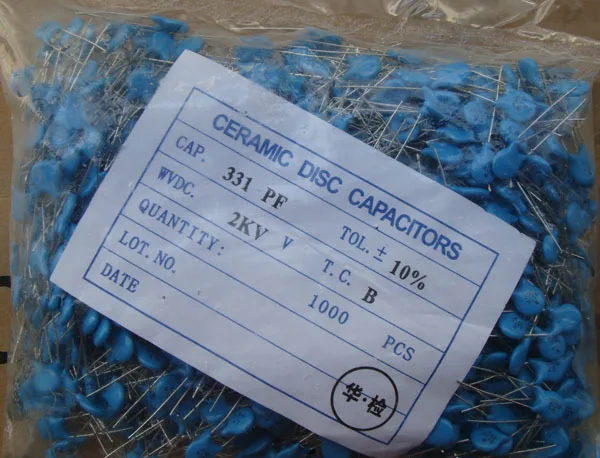 CERAMIC DISC CAPACITORS
CAP. 331 PF TOL. ± 10%
WVDC. 2KV V T.C. B
QUANTITY: 1000 PCS
LOT.NO.
DATE
华·检